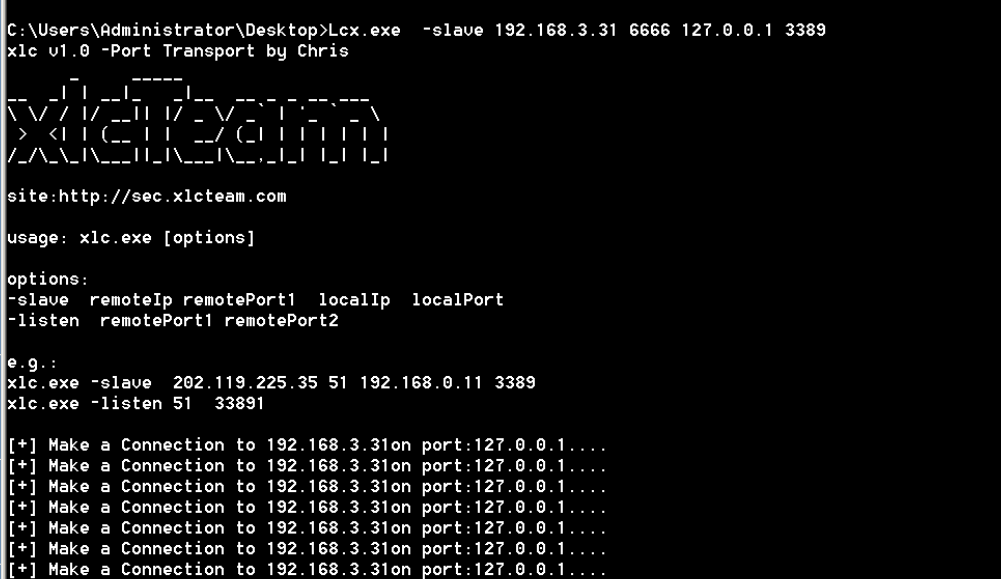 C:\Users\Administrator\Desktop>Lcx.exe  -slave 192.168.3.31 6666 127.0.0.1 3389
xlc v1.0 -Port Transport by Chris
xlcTeam
site:http://sec.xlcteam.com
usage: xlc.exe [options]
options:
-slave  remoteIp remotePort1  localIp  localPort
-listen  remotePort1 remotePort2
e.g.:
xlc.exe -slave  202.119.225.35 51 192.168.0.11 3389
xlc.exe -listen 51  33891
[+] Make a Connection to 192.168.3.31on port:127.0.0.1....
[+] Make a Connection to 192.168.3.31on port:127.0.0.1....
[+] Make a Connection to 192.168.3.31on port:127.0.0.1....
[+] Make a Connection to 192.168.3.31on port:127.0.0.1....
[+] Make a Connection to 192.168.3.31on port:127.0.0.1....
[+] Make a Connection to 192.168.3.31on port:127.0.0.1....
[+] Make a Connection to 192.168.3.31on port:127.0.0.1....